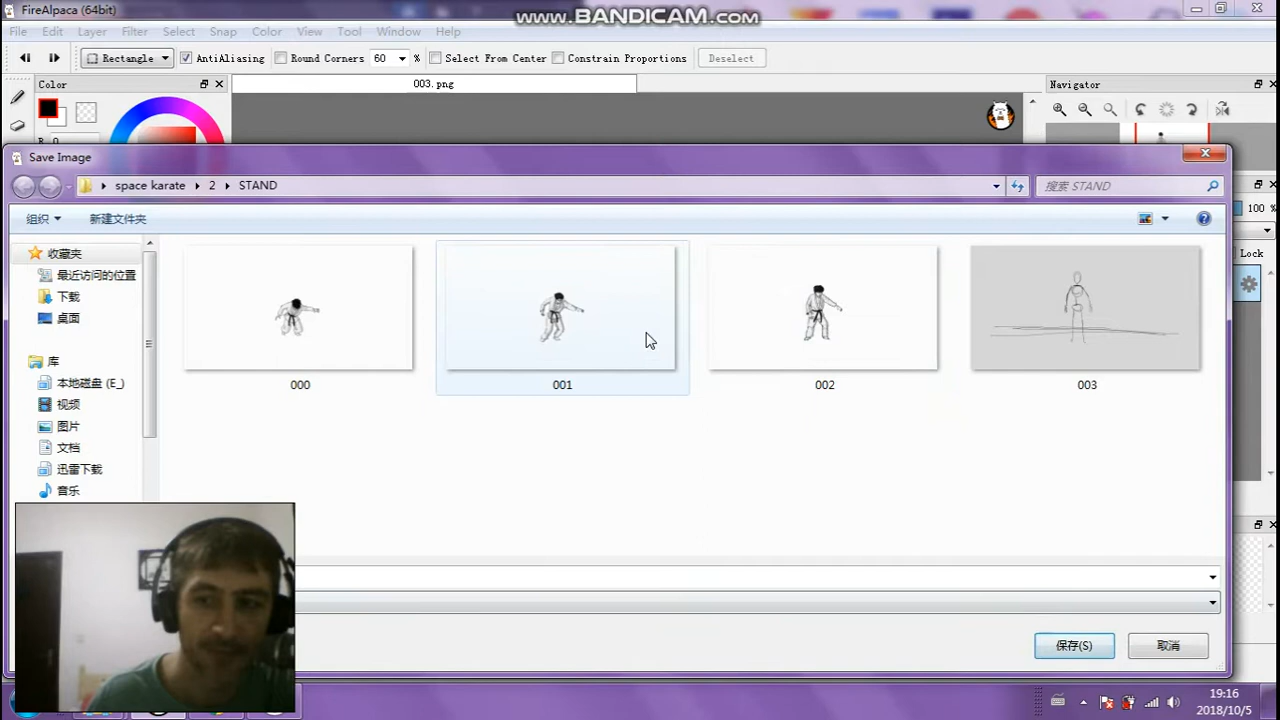 FireAlpaca (64bit)
www.BANDICAM.com
File Edit Layer Filter Select Snap Color View Tool Window Help
Rectangle AntiAliasing Round Corners 60 % Select From Center Constrain Proportions Deselect
Color
003.png
Navigator
Save Image
space karate 2 STAND
搜索 STAND
组织 新建文件夹
100 %
收藏夹
最近访问的位置
下载
桌面
库
本地磁盘 (E_)
视频
图片
文档
迅雷下载
音乐
Lock
000
001
002
003
保存(S)
取消
19:16
2018/10/5